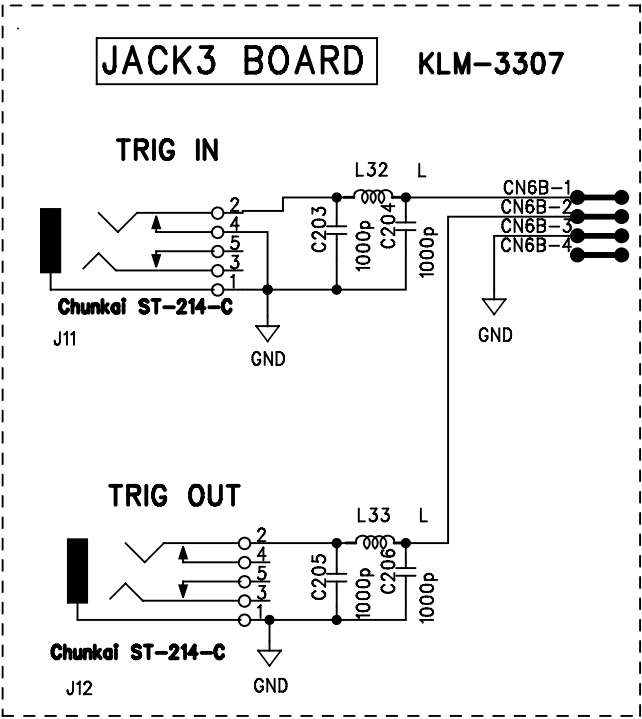 JACK3 BOARD KLM-3307
TRIG IN
L32 L
CN6B-1
CN6B-2
CN6B-3
CN6B-4
2
4
5
3
1
C203
1000p
C204
1000p
Chunkai ST-214-C
J11
GND
GND
TRIG OUT
L33 L
2
4
5
3
1
C205
1000p
C206
1000p
Chunkai ST-214-C
J12
GND